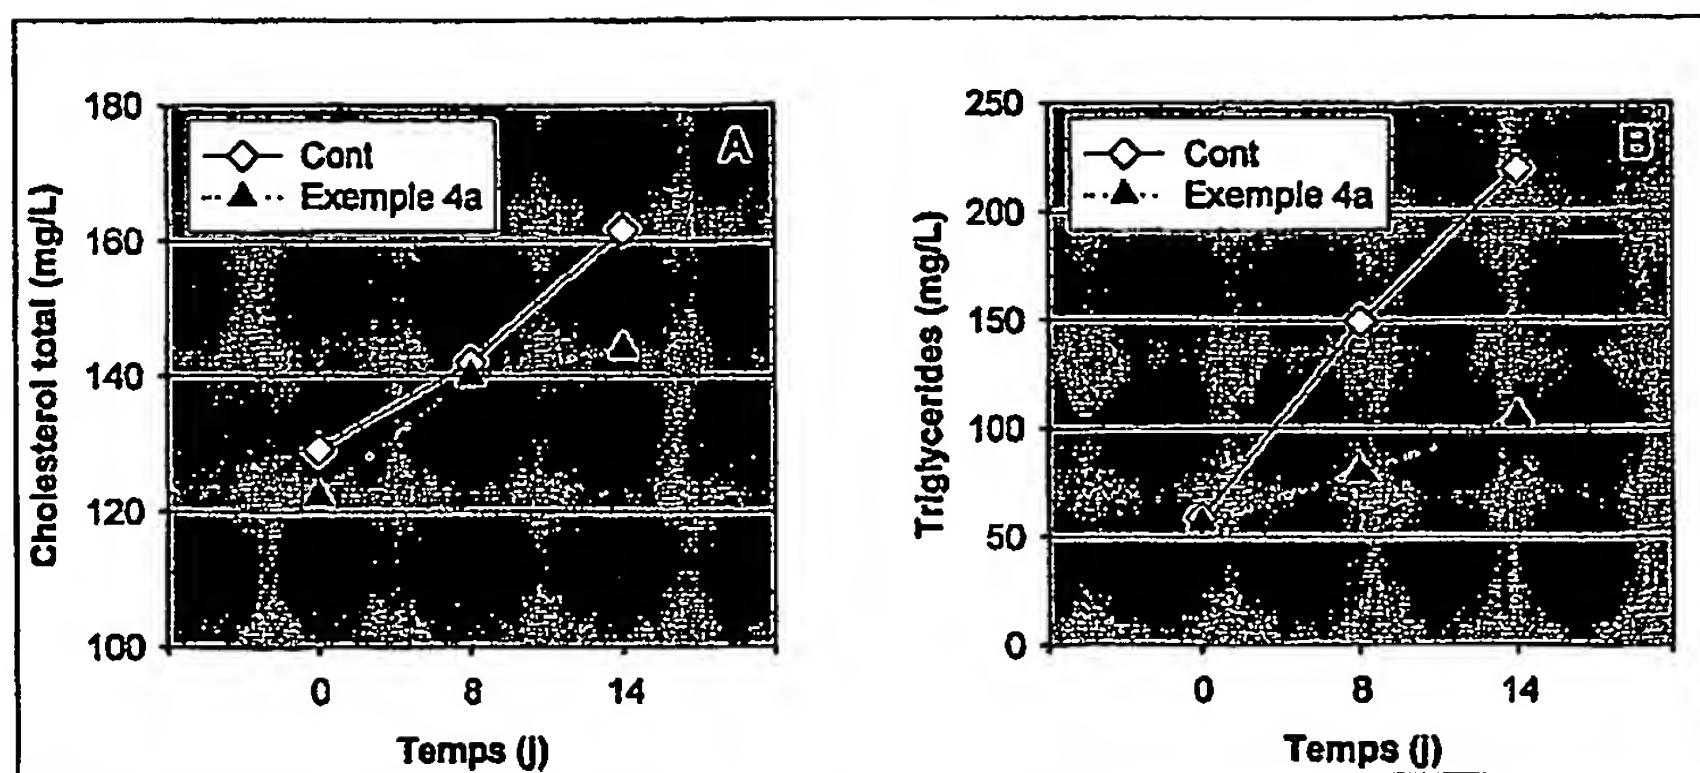 180
160
140
120
100
Cholesterol total (mg/L)
Cont
Exemple 4a
A
0 8 14
Temps (j)
250
200
150
100
50
0
Triglycerides (mg/L)
Cont
Exemple 4a
B
0 8 14
Temps (j)